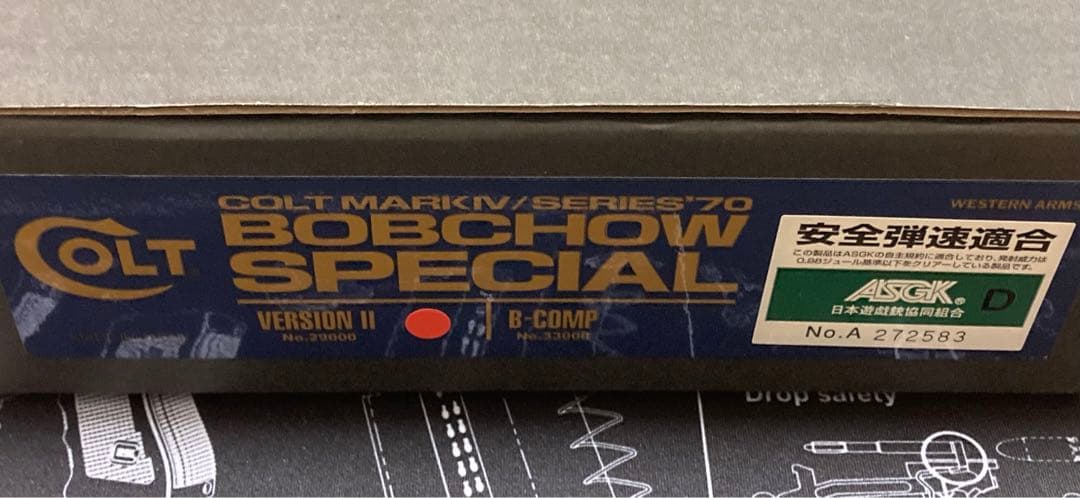 COLT
COLT MARK IV/SERIES'70
BOBCHOW
SPECIAL
VERSION II
No.29000
B-COMP
No.33000
WESTERN ARMS
安全弾速適合
この製品はASGKの自主規約に適合しており、発射威力は
0.98ジュール基準以下をクリアーしている製品です。
ASGK® D
日本遊戯銃協同組合
No.A 272583
Drop safety